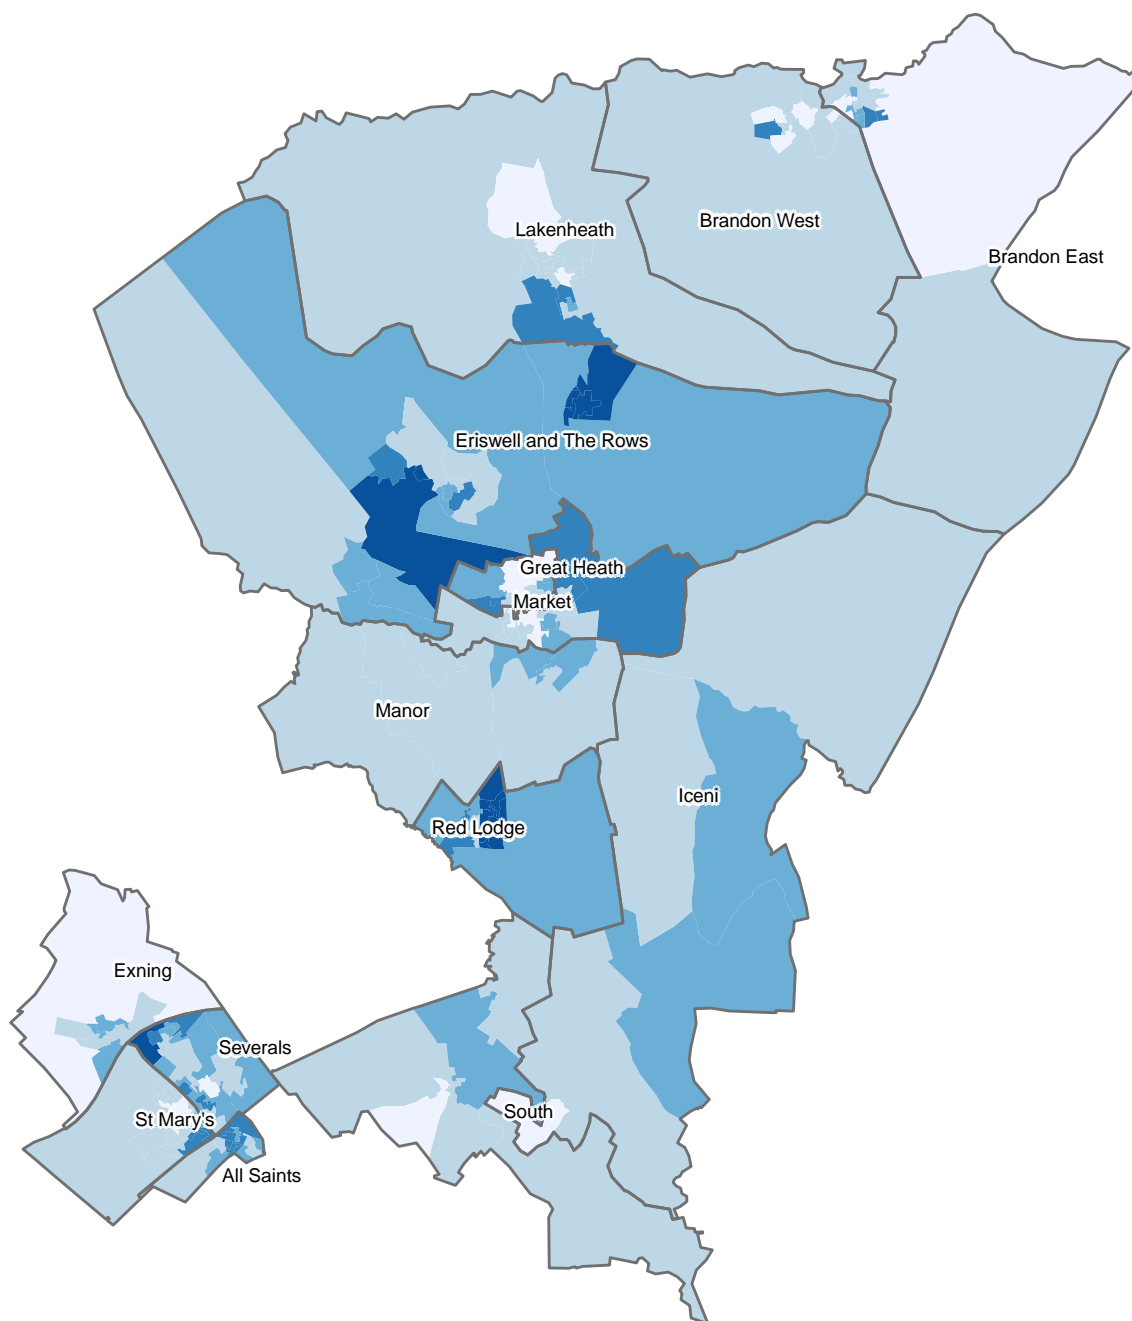 Lakenheath
Brandon West
Brandon East
Eriswell and The Rows
Great Heath
Market
Manor
Iceni
Red Lodge
Exning
Severals
South
St Mary's
All Saints